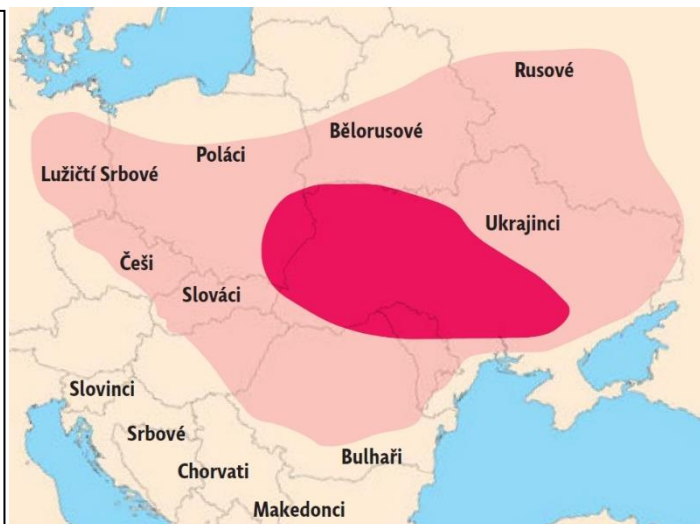 Rusové
Bělorusové
Poláci
Lužičtí Srbové
Ukrajinci
Češi
Slováci
Slovinci
Srbové
Bulhaři
Chorvati
Makedonci